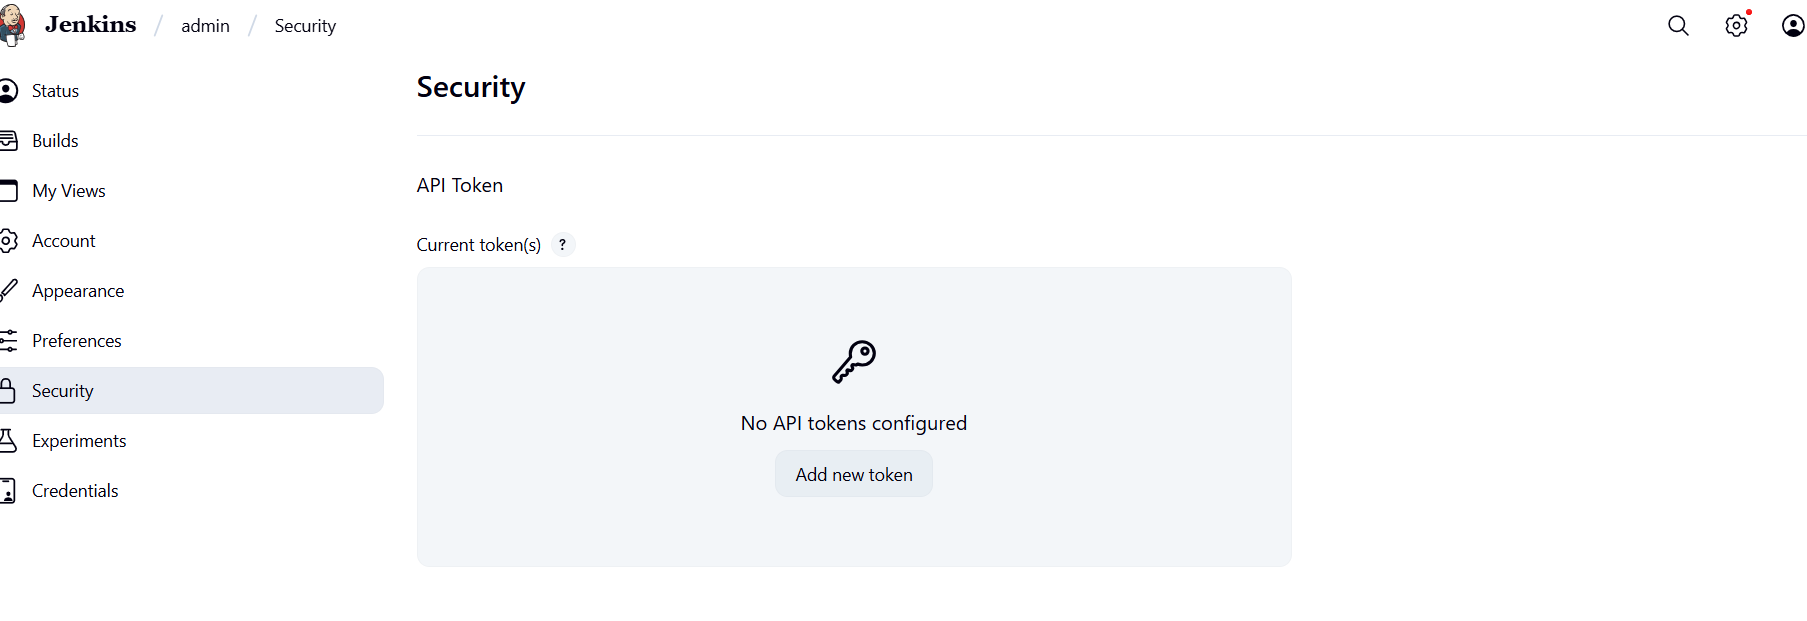 Jenkins / admin / Security
Status
Builds
My Views
Account
Appearance
Preferences
Security
Experiments
Credentials
Security
API Token
Current token(s) ?
No API tokens configured
Add new token